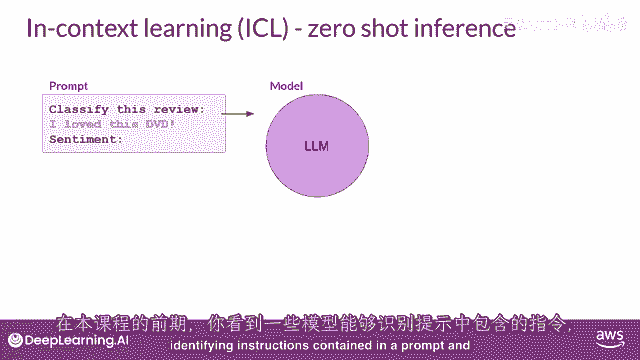 In-context learning (ICL) - zero shot inference
Prompt
Model
Classify this review:
I loved this DVD!
Sentiment:
LLM
在本课程的前期，你看到一些模型能够识别提示中包含的指令，
DeepLearning.AI
identifying instructions contained in a prompt and
aws